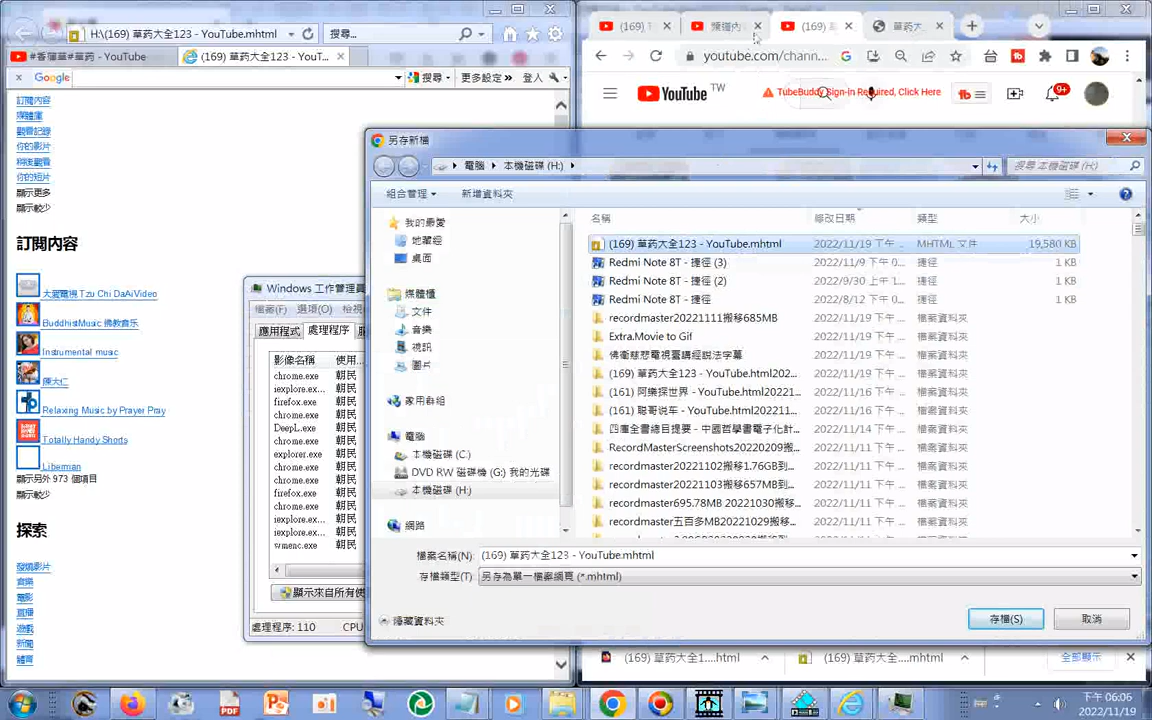 H:\(169) 草药大全123 - YouTube.mhtml
搜尋...
#香蒲草#草药 - YouTube
(169) 草药大全123 - YouT...
Google
搜尋
更多設定 »
登入
訂閱內容
媒體庫
觀看記錄
你的影片
稍後觀看
你的短片
顯示更多
顯示較少
訂閱內容
大愛電視 Tzu Chi DaAiVideo
BuddhistMusic 佛教音乐
Instrumental music
陳大仁
Relaxing Music by Prayer Pray
Totally Handy Shorts
Liberman
顯示另外 973 個項目
顯示較少
探索
發燒影片
音樂
電影
直播
遊戲
新聞
體育
Windows 工作管理員
檔案(F) 選項(O) 檢視
應用程式 處理程序
影像名稱 使用...
chrome.exe 朝民
iexplore.ex... 朝民
firefox.exe 朝民
chrome.exe 朝民
DeepL.exe 朝民
chrome.exe 朝民
explorer.exe 朝民
chrome.exe 朝民
firefox.exe 朝民
chrome.exe 朝民
iexplore.exe 朝民
iexplore.ex... 朝民
wmenc.exe 朝民
顯示來自所有使
處理程序: 110 CPU
(169)
頻道內
(169)
草药大
youtube.com/chann...
YouTube TW
TubeBuddy Sign-in Required, Click Here
9+
另存新檔
電腦 本機磁碟 (H:)
搜尋 本機磁碟 (H:)
組合管理 新增資料夾
我的最愛
地藏經
桌面
媒體櫃
文件
音樂
視訊
圖片
家用群組
電腦
本機磁碟 (C:)
DVD RW 磁碟機 (G:) 我的光碟
本機磁碟 (H:)
網路
名稱 修改日期 類型 大小
(169) 草药大全123 - YouTube.mhtml 2022/11/19 下午 ... MHTML 文件 19,580 KB
Redmi Note 8T - 捷徑 (3) 2022/11/9 下午 0... 捷徑 1 KB
Redmi Note 8T - 捷徑 (2) 2022/9/30 上午 1... 捷徑 1 KB
Redmi Note 8T - 捷徑 2022/8/12 下午 0... 捷徑 1 KB
recordmaster20221111搬移685MB 2022/11/19 下午 ... 檔案資料夾
Extra.Movie to Gif 2022/11/19 下午 ... 檔案資料夾
佛衛慈悲電視臺講經說法字幕 2022/11/19 下午 ... 檔案資料夾
(169) 草药大全123 - YouTube.html202... 2022/11/19 下午 ... 檔案資料夾
(161) 阿樂探世界 - YouTube.html20221... 2022/11/16 下午 ... 檔案資料夾
(161) 聪哥说车 - YouTube.html202211... 2022/11/16 下午 ... 檔案資料夾
四庫全書總目提要 - 中國哲學書電子化計... 2022/11/14 下午 ... 檔案資料夾
RecordMasterScreenshots20220209搬... 2022/11/11 下午 ... 檔案資料夾
recordmaster20221102搬移1.76GB到... 2022/11/11 下午 ... 檔案資料夾
recordmaster20221103搬移657MB到... 2022/11/11 下午 ... 檔案資料夾
recordmaster695.78MB 20221030搬移... 2022/11/11 下午 ... 檔案資料夾
recordmaster五百多MB20221029搬移... 2022/11/11 下午 ... 檔案資料夾
檔案名稱(N): (169) 草药大全123 - YouTube.mhtml
存檔類型(T): 另存為單一檔案網頁 (*.mhtml)
隱藏資料夾
存檔(S)
取消
(169) 草药大全1....html
(169) 草药大全....mhtml
全部顯示
下午 06:06
2022/11/19